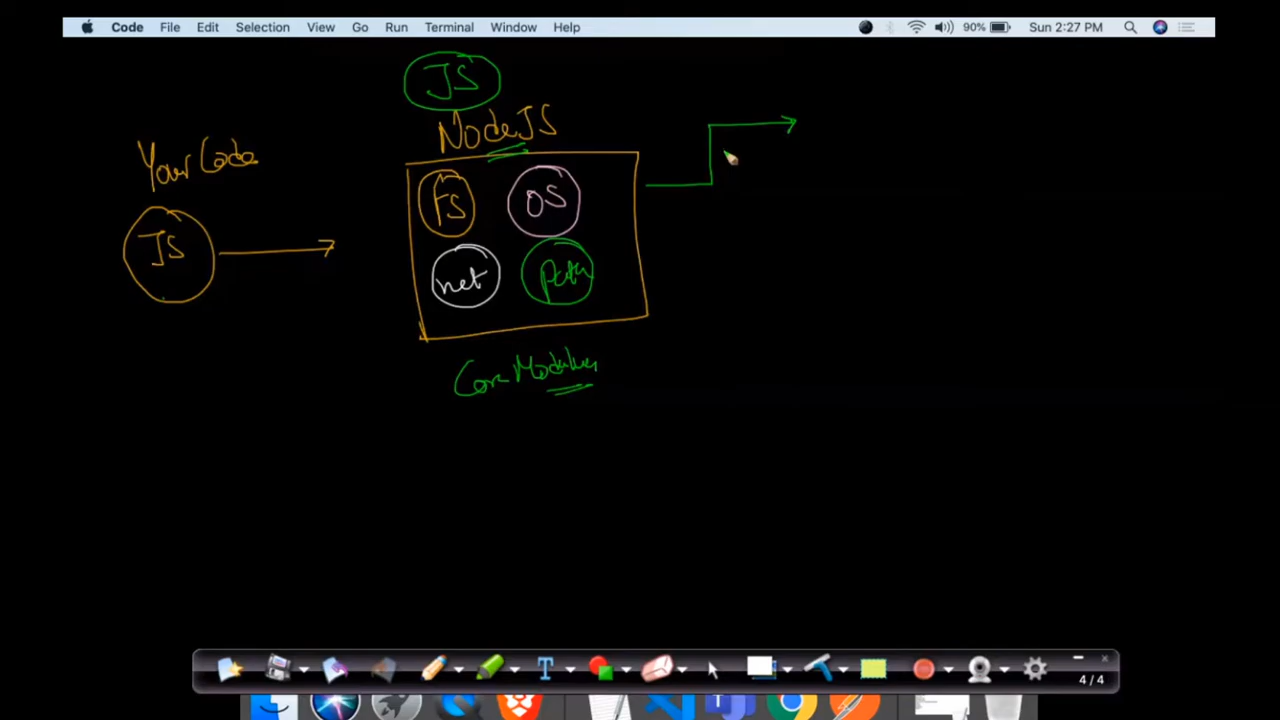 Code File Edit Selection View Go Run Terminal Window Help 90% Sun 2:27 PM
JS
NodeJS
Your Code
FS OS
JS
net path
Core Modules
4 / 4